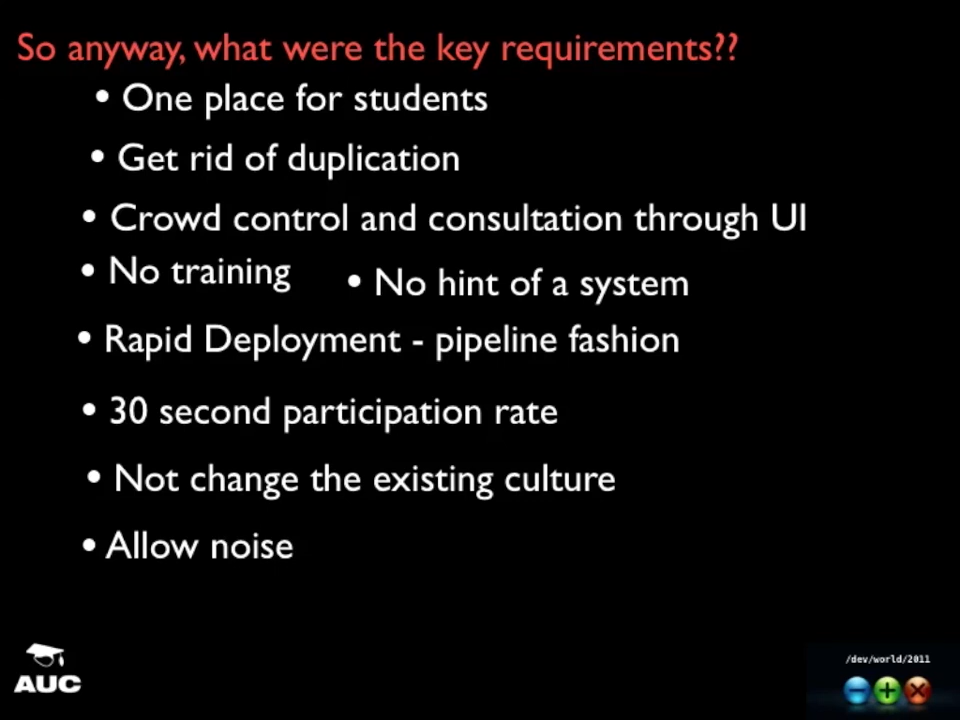 So anyway, what were the key requirements??
• One place for students
• Get rid of duplication
• Crowd control and consultation through UI
• No training
• No hint of a system
• Rapid Deployment - pipeline fashion
• 30 second participation rate
• Not change the existing culture
• Allow noise
AUC
/dev/world/2011